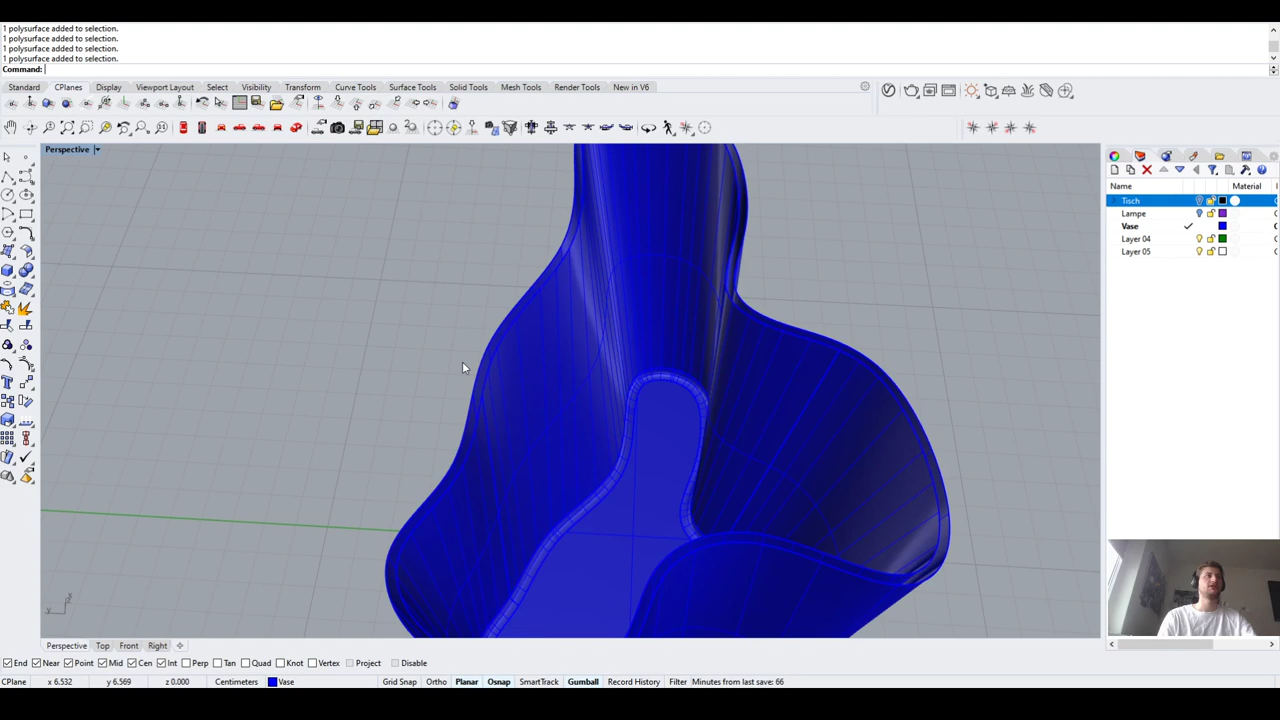 1 polysurface added to selection.
1 polysurface added to selection.
1 polysurface added to selection.
1 polysurface added to selection.
Command:
Standard CPlanes Display Viewport Layout Select Visibility Transform Curve Tools Surface Tools Solid Tools Mesh Tools Render Tools New in V6
Perspective
Name Material
Tisch
Lampe
Vase
Layer 04
Layer 05
z
y
Perspective Top Front Right
End Near Point Mid Cen Int Perp Tan Quad Knot Vertex Project Disable
CPlane x 6.532 y 6.569 z 0.000 Centimeters Vase Grid Snap Ortho Planar Osnap SmartTrack Gumball Record History Filter Minutes from last save: 66